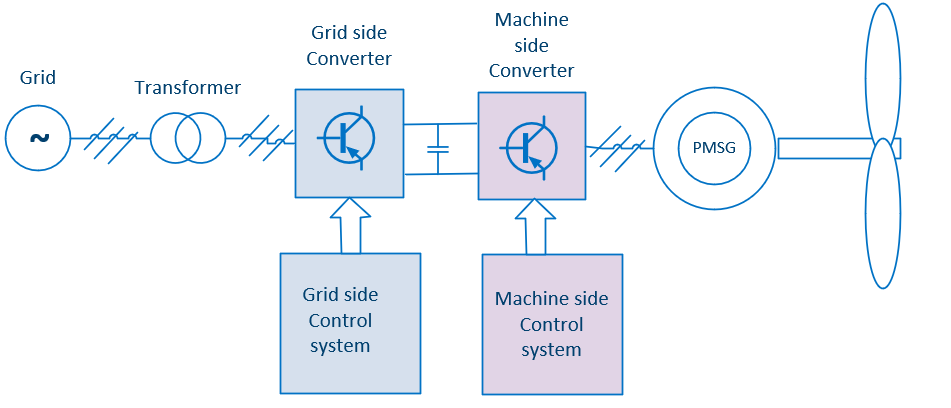 Grid
~
Transformer
Grid side
Converter
Machine
side
Converter
PMSG
Grid side
Control
system
Machine side
Control
system